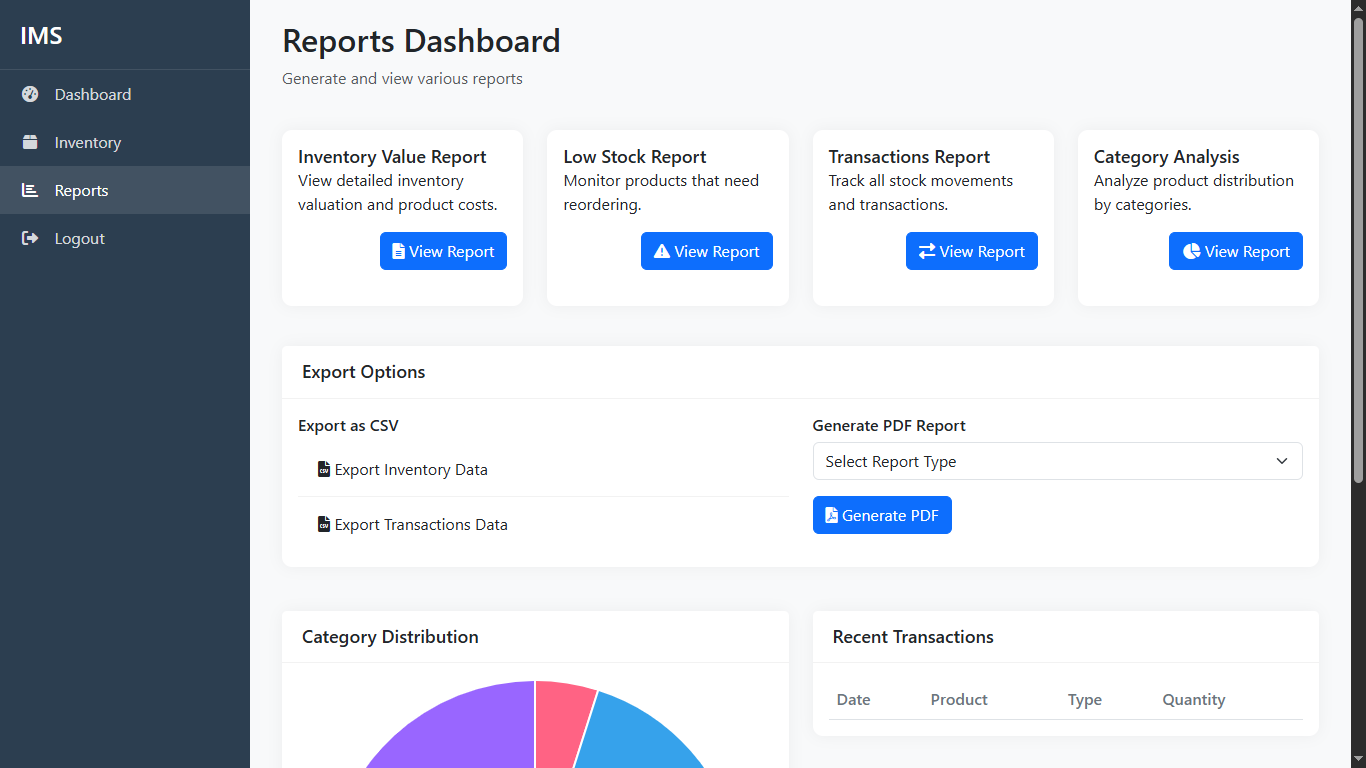 IMS
Dashboard
Inventory
Reports
Logout
Reports Dashboard
Generate and view various reports
Inventory Value Report
View detailed inventory
valuation and product costs.
View Report
Low Stock Report
Monitor products that need
reordering.
View Report
Transactions Report
Track all stock movements
and transactions.
View Report
Category Analysis
Analyze product distribution
by categories.
View Report
Export Options
Export as CSV
Export Inventory Data
Export Transactions Data
Generate PDF Report
Select Report Type
Generate PDF
Category Distribution
Recent Transactions
Date Product Type Quantity